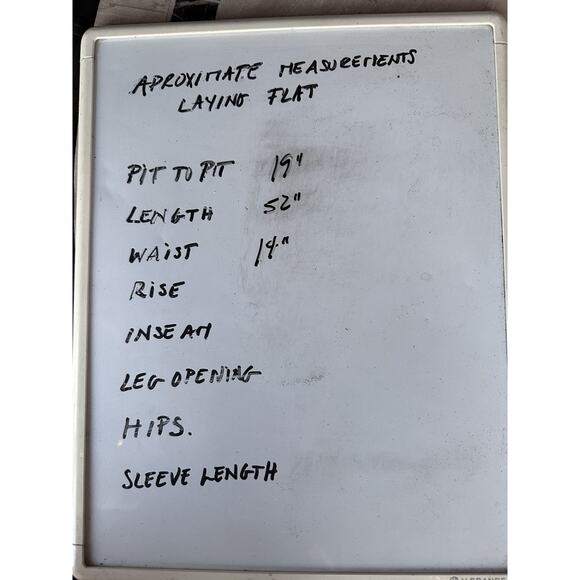 APROXIMATE MEASUREMENTS
LAYING FLAT
PIT TO PIT 19"
LENGTH 52"
WAIST 14"
RISE
INSEAM
LEG OPENING
HIPS.
SLEEVE LENGTH